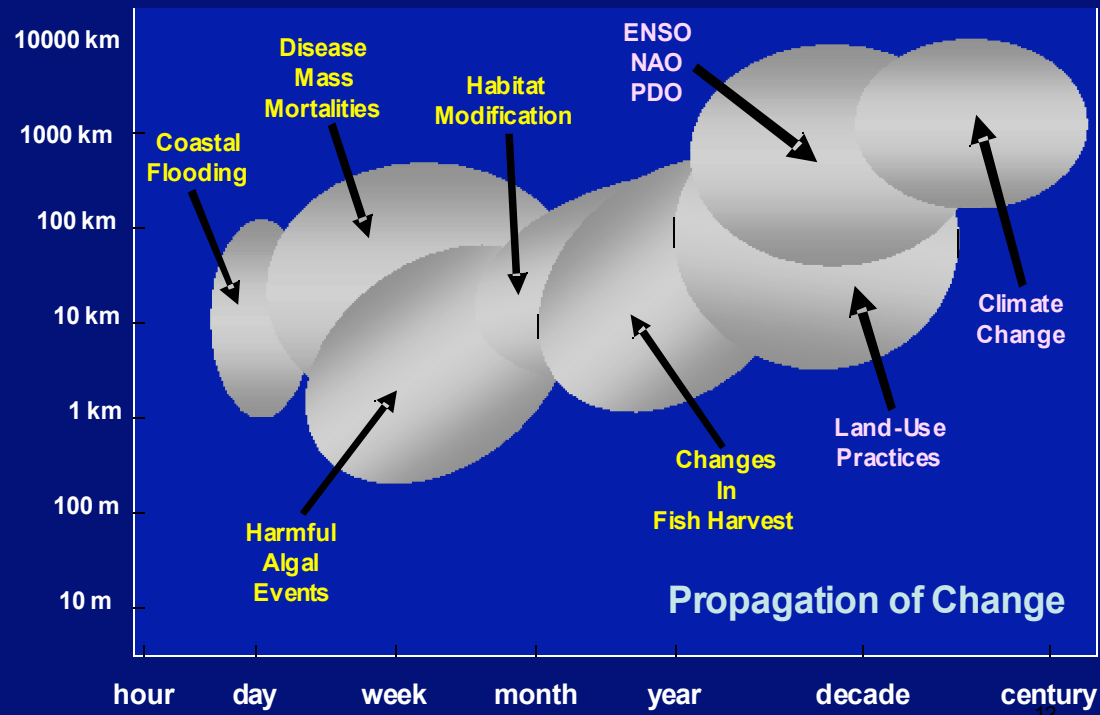 10000 km
1000 km
100 km
10 km
1 km
100 m
10 m
Coastal
Flooding
Disease
Mass
Mortalities
Habitat
Modification
ENSO
NAO
PDO
Climate
Change
Land-Use
Practices
Changes
In
Fish Harvest
Harmful
Algal
Events
Propagation of Change
hour
day
week
month
year
decade
century
12